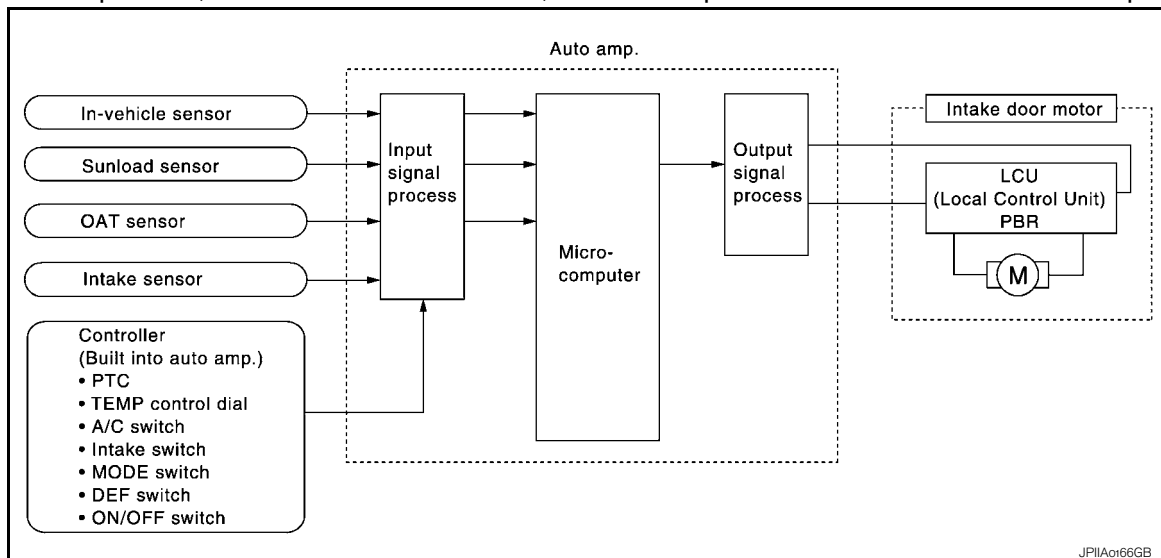 Auto amp.
In-vehicle sensor
Sunload sensor
OAT sensor
Intake sensor
Controller
(Built into auto amp.)
• PTC
• TEMP control dial
• A/C switch
• Intake switch
• MODE switch
• DEF switch
• ON/OFF switch
Input
signal
process
Micro-
computer
Output
signal
process
Intake door motor
LCU
(Local Control Unit)
PBR
M
JPIIA0166GB